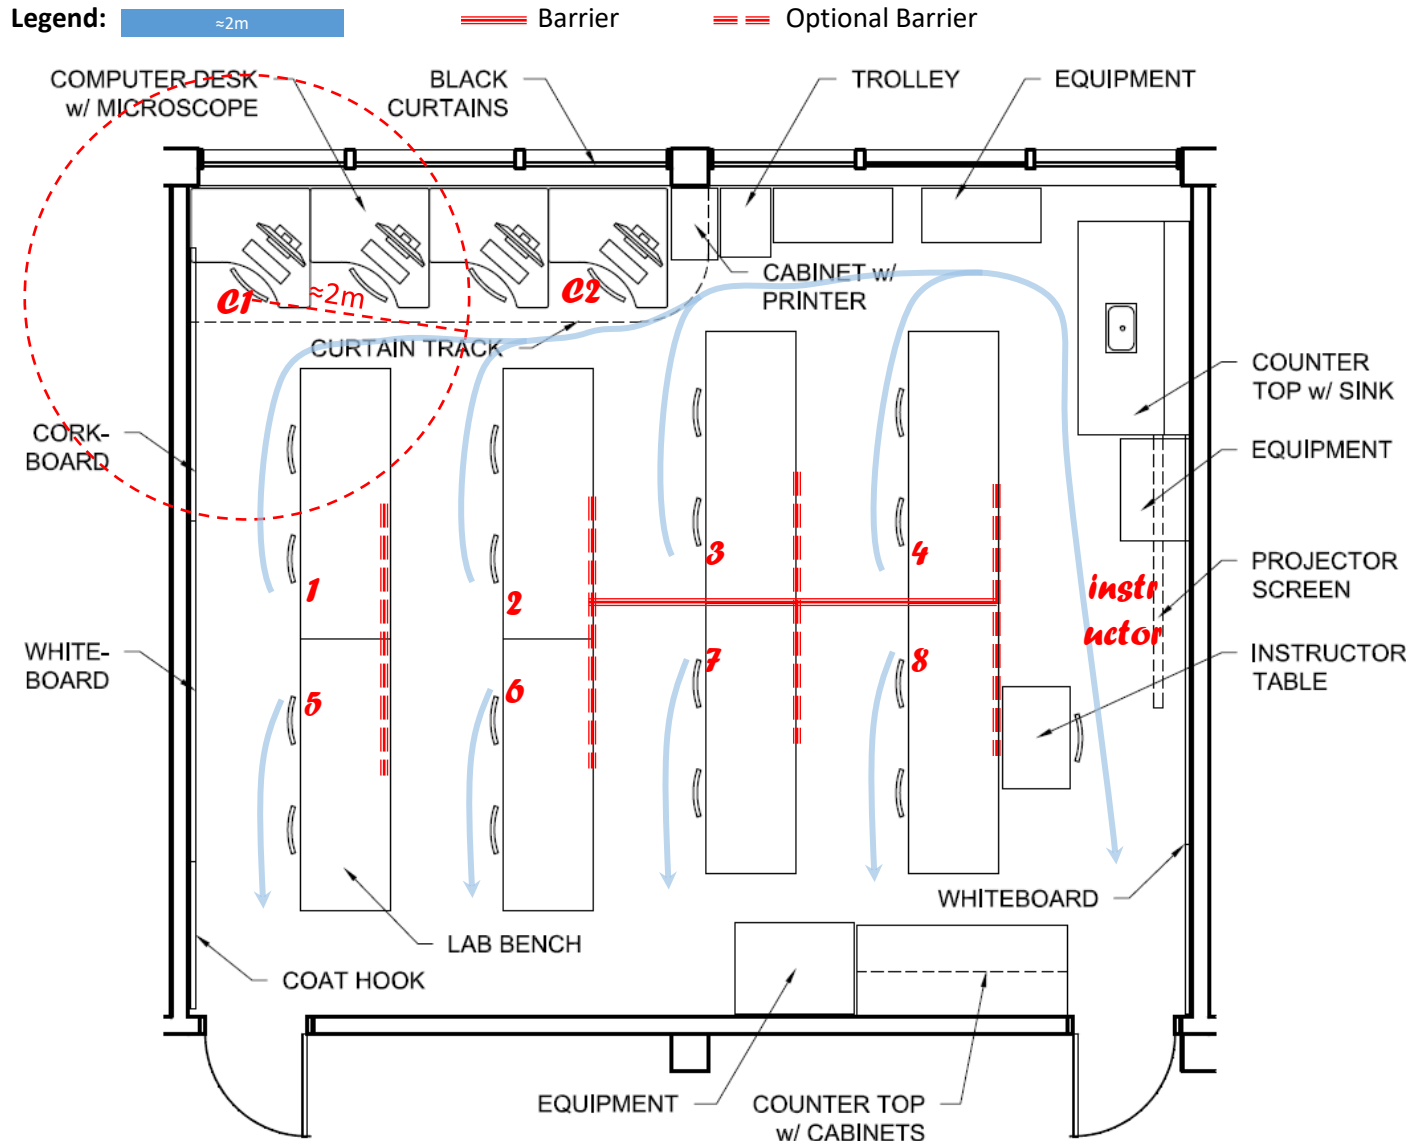 Legend:
≈2m
Barrier
Optional Barrier
COMPUTER DESK
w/ MICROSCOPE
BLACK
CURTAINS
TROLLEY
EQUIPMENT
C1
≈2m
C2
CABINET w/
PRINTER
CURTAIN TRACK
COUNTER
TOP w/ SINK
CORK-
BOARD
EQUIPMENT
1
2
3
4
instr
uctor
PROJECTOR
SCREEN
WHITE-
BOARD
5
6
7
8
INSTRUCTOR
TABLE
WHITEBOARD
LAB BENCH
COAT HOOK
EQUIPMENT
COUNTER TOP
w/ CABINETS